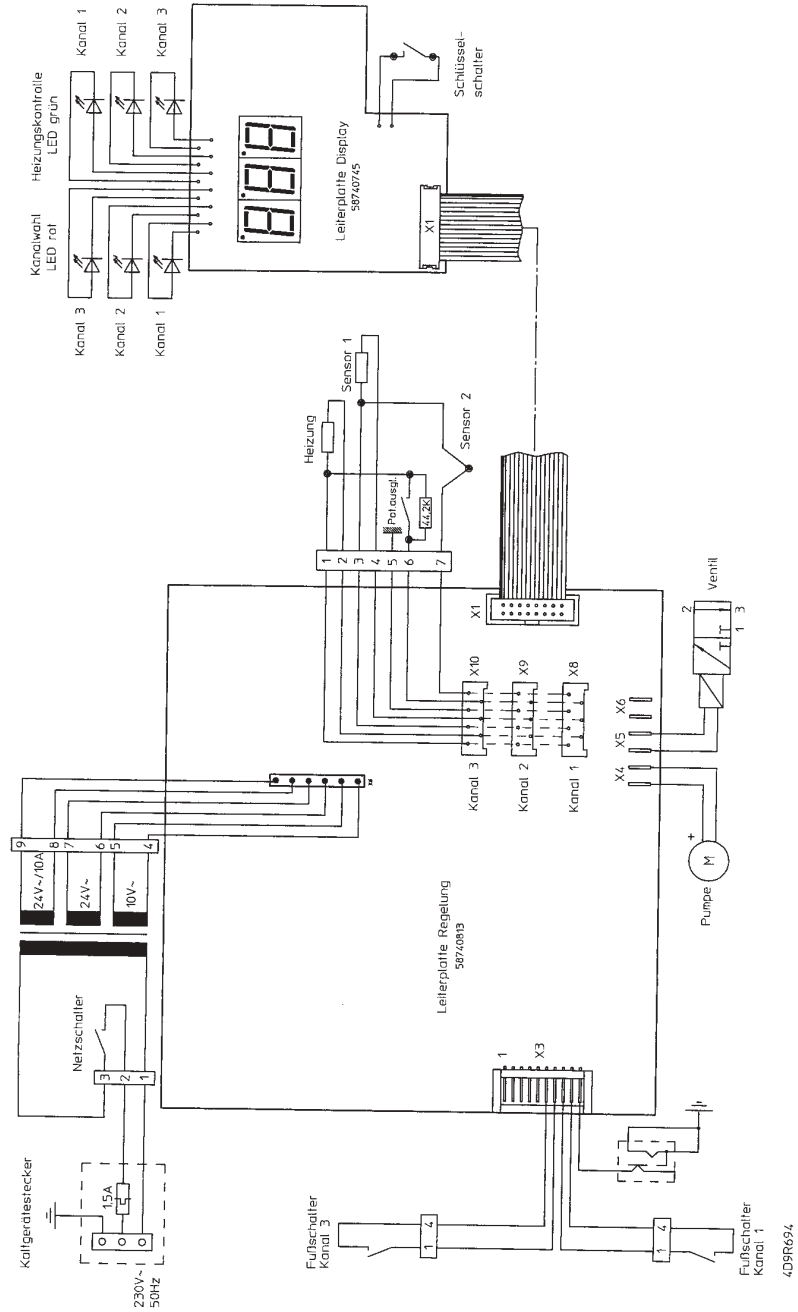 Kanal 1
Kanal 2
Kanal 3
Heizungskontrolle
LED grün
Kanalwahl
LED rot
Kanal 3
Kanal 2
Kanal 1
Schlüssel-
schalter
Leiterplatte Display
58740745
X1
Heizung
Sensor 1
Sensor 2
Pot.ausgl.
44,2K
1
2
3
4
5
6
7
X1
X10
X9
X8
Kanal 3
Kanal 2
Kanal 1
Ventil
2
1
3
X6
X5
X4
Pumpe
+
M
Leiterplatte Regelung
58740813
9
8
7
6
5
4
24V~/10A
24V~
10V~
Netzschalter
3
2
1
Kaltgerätestecker
1,5A
230V~
50Hz
1
X3
Fußschalter
Kanal 3
1 4
Fußschalter
Kanal 1
1 4
4D9R694